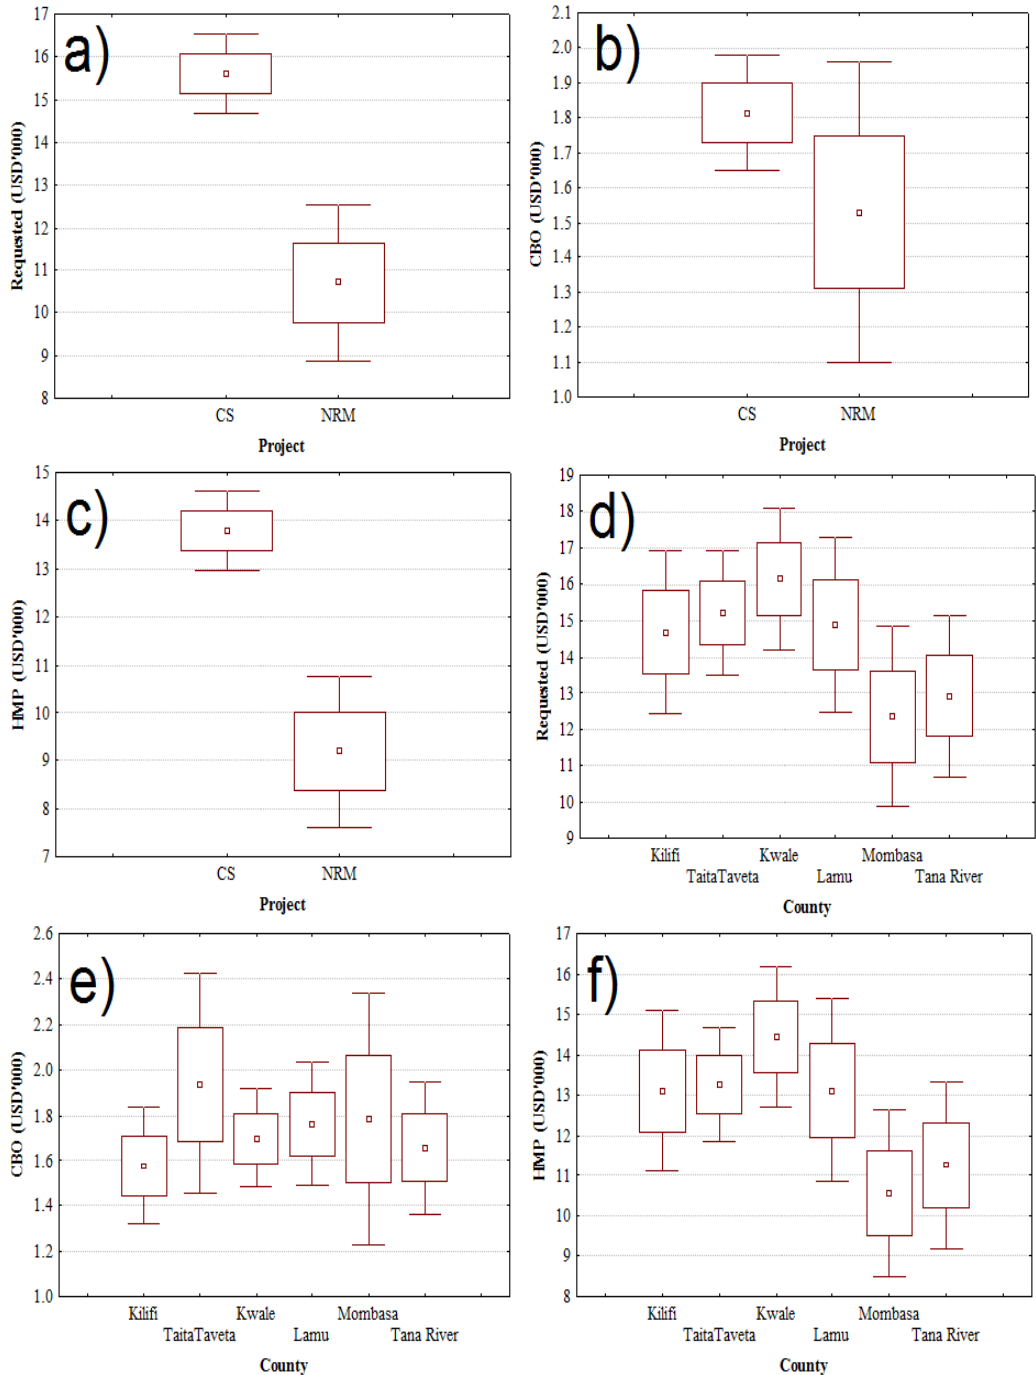 a)
17
16
15
14
13
12
11
10
9
8
Requested (USD'000)
CS NRM
Project
b)
2.1
2.0
1.9
1.8
1.7
1.6
1.5
1.4
1.3
1.2
1.1
1.0
CBO (USD'000)
CS NRM
Project
c)
15
14
13
12
11
10
9
8
7
HMP (USD'000)
CS NRM
Project
d)
19
18
17
16
15
14
13
12
11
10
9
Requested (USD'000)
Kilifi Kwale Mombasa
TaitaTaveta Lamu Tana River
County
e)
2.6
2.4
2.2
2.0
1.8
1.6
1.4
1.2
1.0
CBO (USD'000)
Kilifi Kwale Mombasa
TaitaTaveta Lamu Tana River
County
f)
17
16
15
14
13
12
11
10
9
8
HMP (USD'000)
Kilifi Kwale Mombasa
TaitaTaveta Lamu Tana River
County